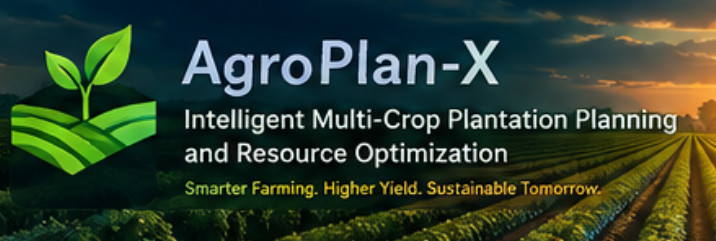 AgroPlan-X
Intelligent Multi-Crop Plantation Planning
and Resource Optimization
Smarter Farming. Higher Yield. Sustainable Tomorrow.